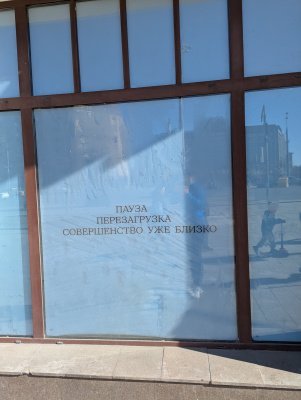 ПАУЗА
ПЕРЕЗАГРУЗКА
СОВЕРШЕНСТВО УЖЕ БЛИЗКО